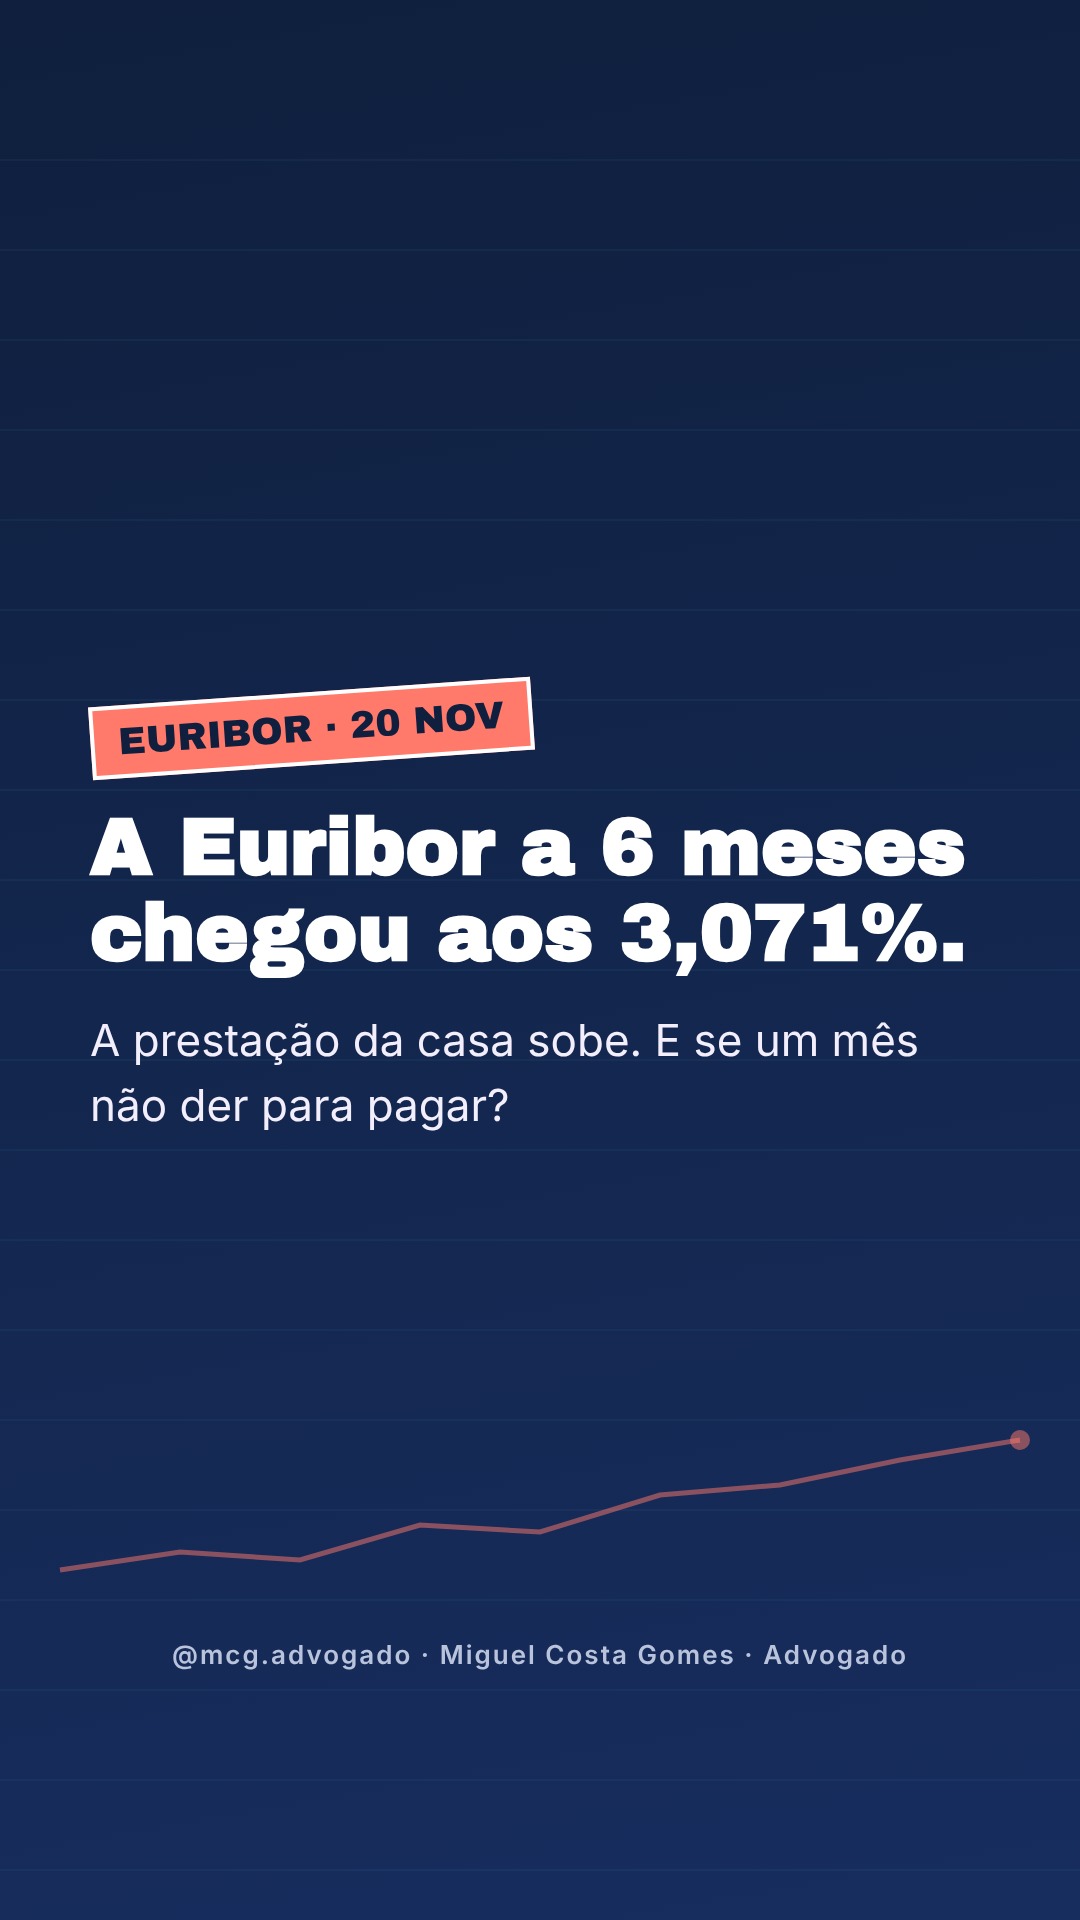 EURIBOR · 20 NOV
A Euribor a 6 meses
chegou aos 3,071%.
A prestação da casa sobe. E se um mês
não der para pagar?
@mcg.advogado · Miguel Costa Gomes · Advogado